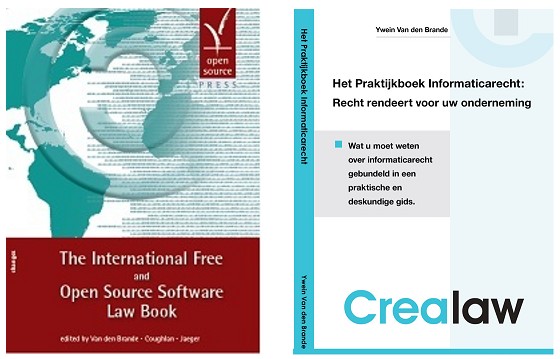 open
source
PRESS
The International Free
and
Open Source Software
Law Book
edited by Van den Brande · Coughlan · Jaeger
Het Praktijkboek Informaticarecht
Ywein Van den Brande
Ywein Van den Brande
Het Praktijkboek Informaticarecht:
Recht rendeert voor uw onderneming
Wat u moet weten
over informaticarecht
gebundeld in een
praktische en
deskundige gids.
Crealaw